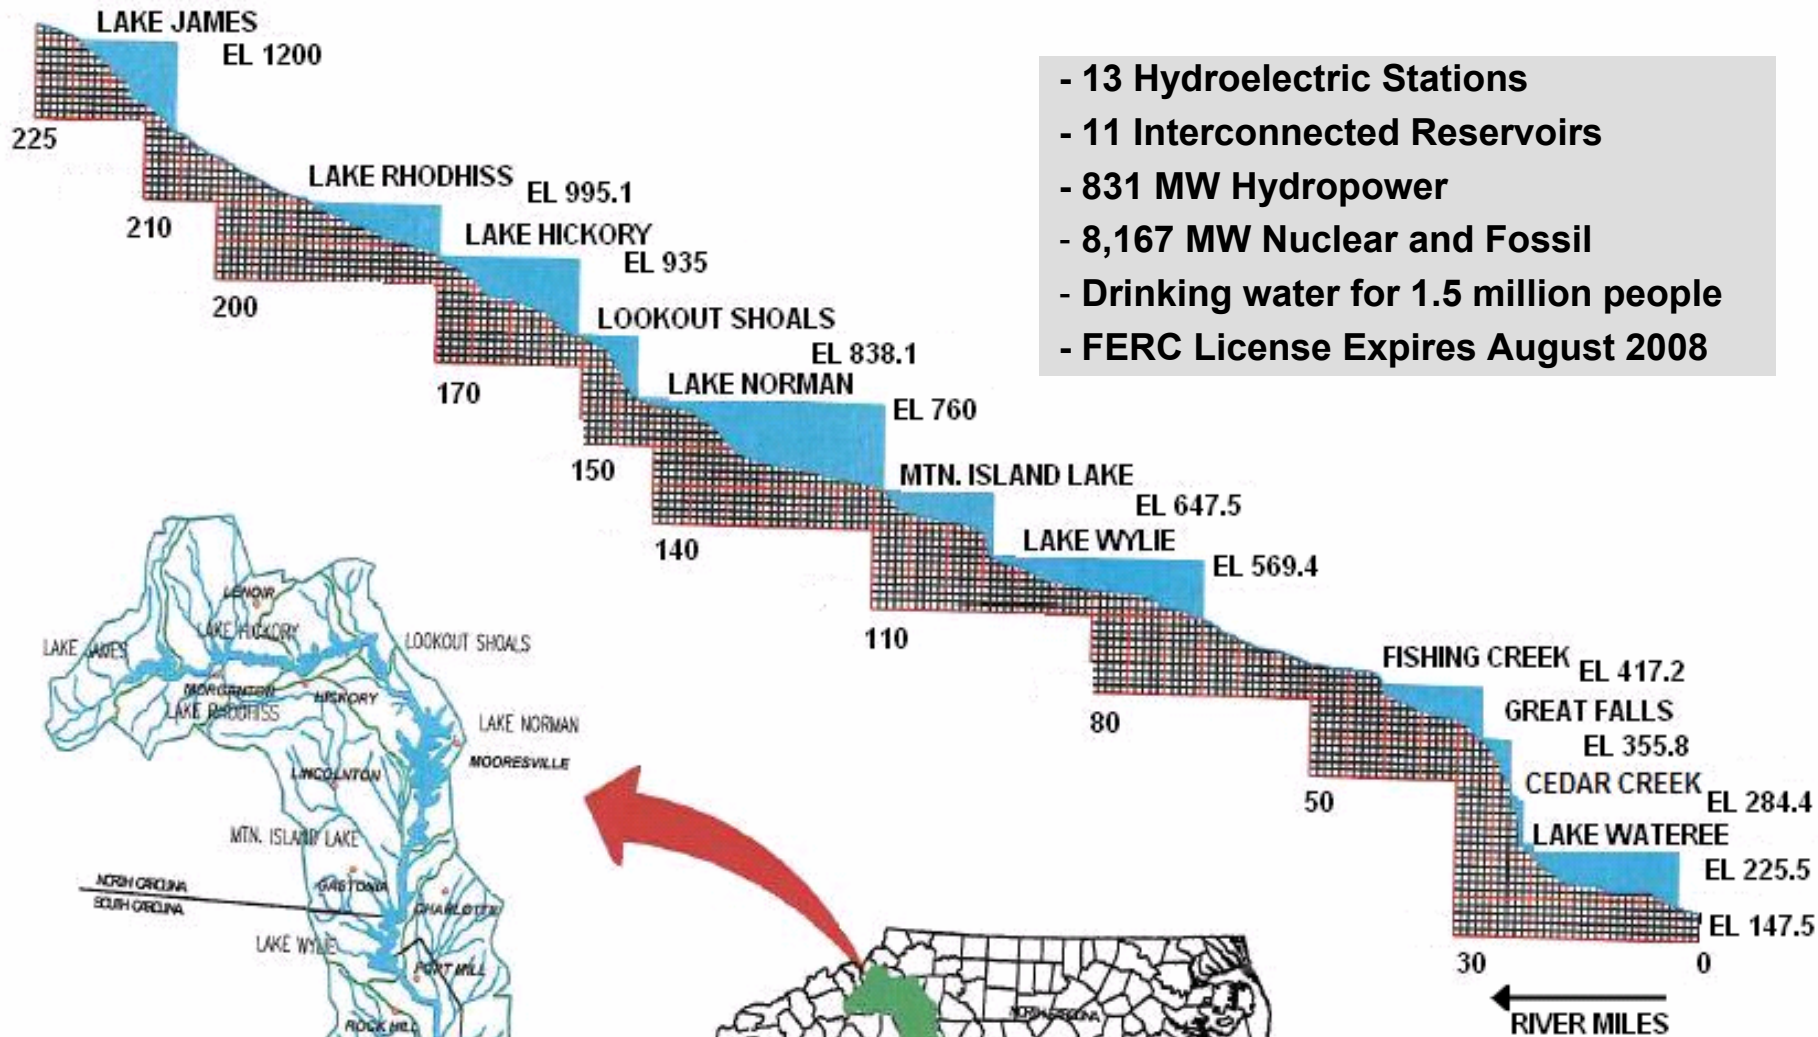 LAKE JAMES
EL 1200
225
LAKE RHODHISS
EL 995.1
210
LAKE HICKORY
EL 935
200
LOOKOUT SHOALS
EL 838.1
170
LAKE NORMAN
EL 760
150
MTN. ISLAND LAKE
EL 647.5
140
LAKE WYLIE
EL 569.4
110
FISHING CREEK
EL 417.2
80
GREAT FALLS
EL 355.8
50
CEDAR CREEK
EL 284.4
LAKE WATEREE
EL 225.5
EL 147.5
30
0
RIVER MILES
- 13 Hydroelectric Stations
- 11 Interconnected Reservoirs
- 831 MW Hydropower
- 8,167 MW Nuclear and Fossil
- Drinking water for 1.5 million people
- FERC License Expires August 2008
LENOIR
LAKE HICKORY
LOOKOUT SHOALS
LAKE JAMES
MORGANTON
HICKORY
LAKE RHODHISS
LAKE NORMAN
MOORESVILLE
LINCOLNTON
MTN. ISLAND LAKE
GASTONIA
NORTH CAROLINA
SOUTH CAROLINA
CHARLOTTE
LAKE WYLIE
FORT MILL
ROCK HILL
NORTH CAROLINA